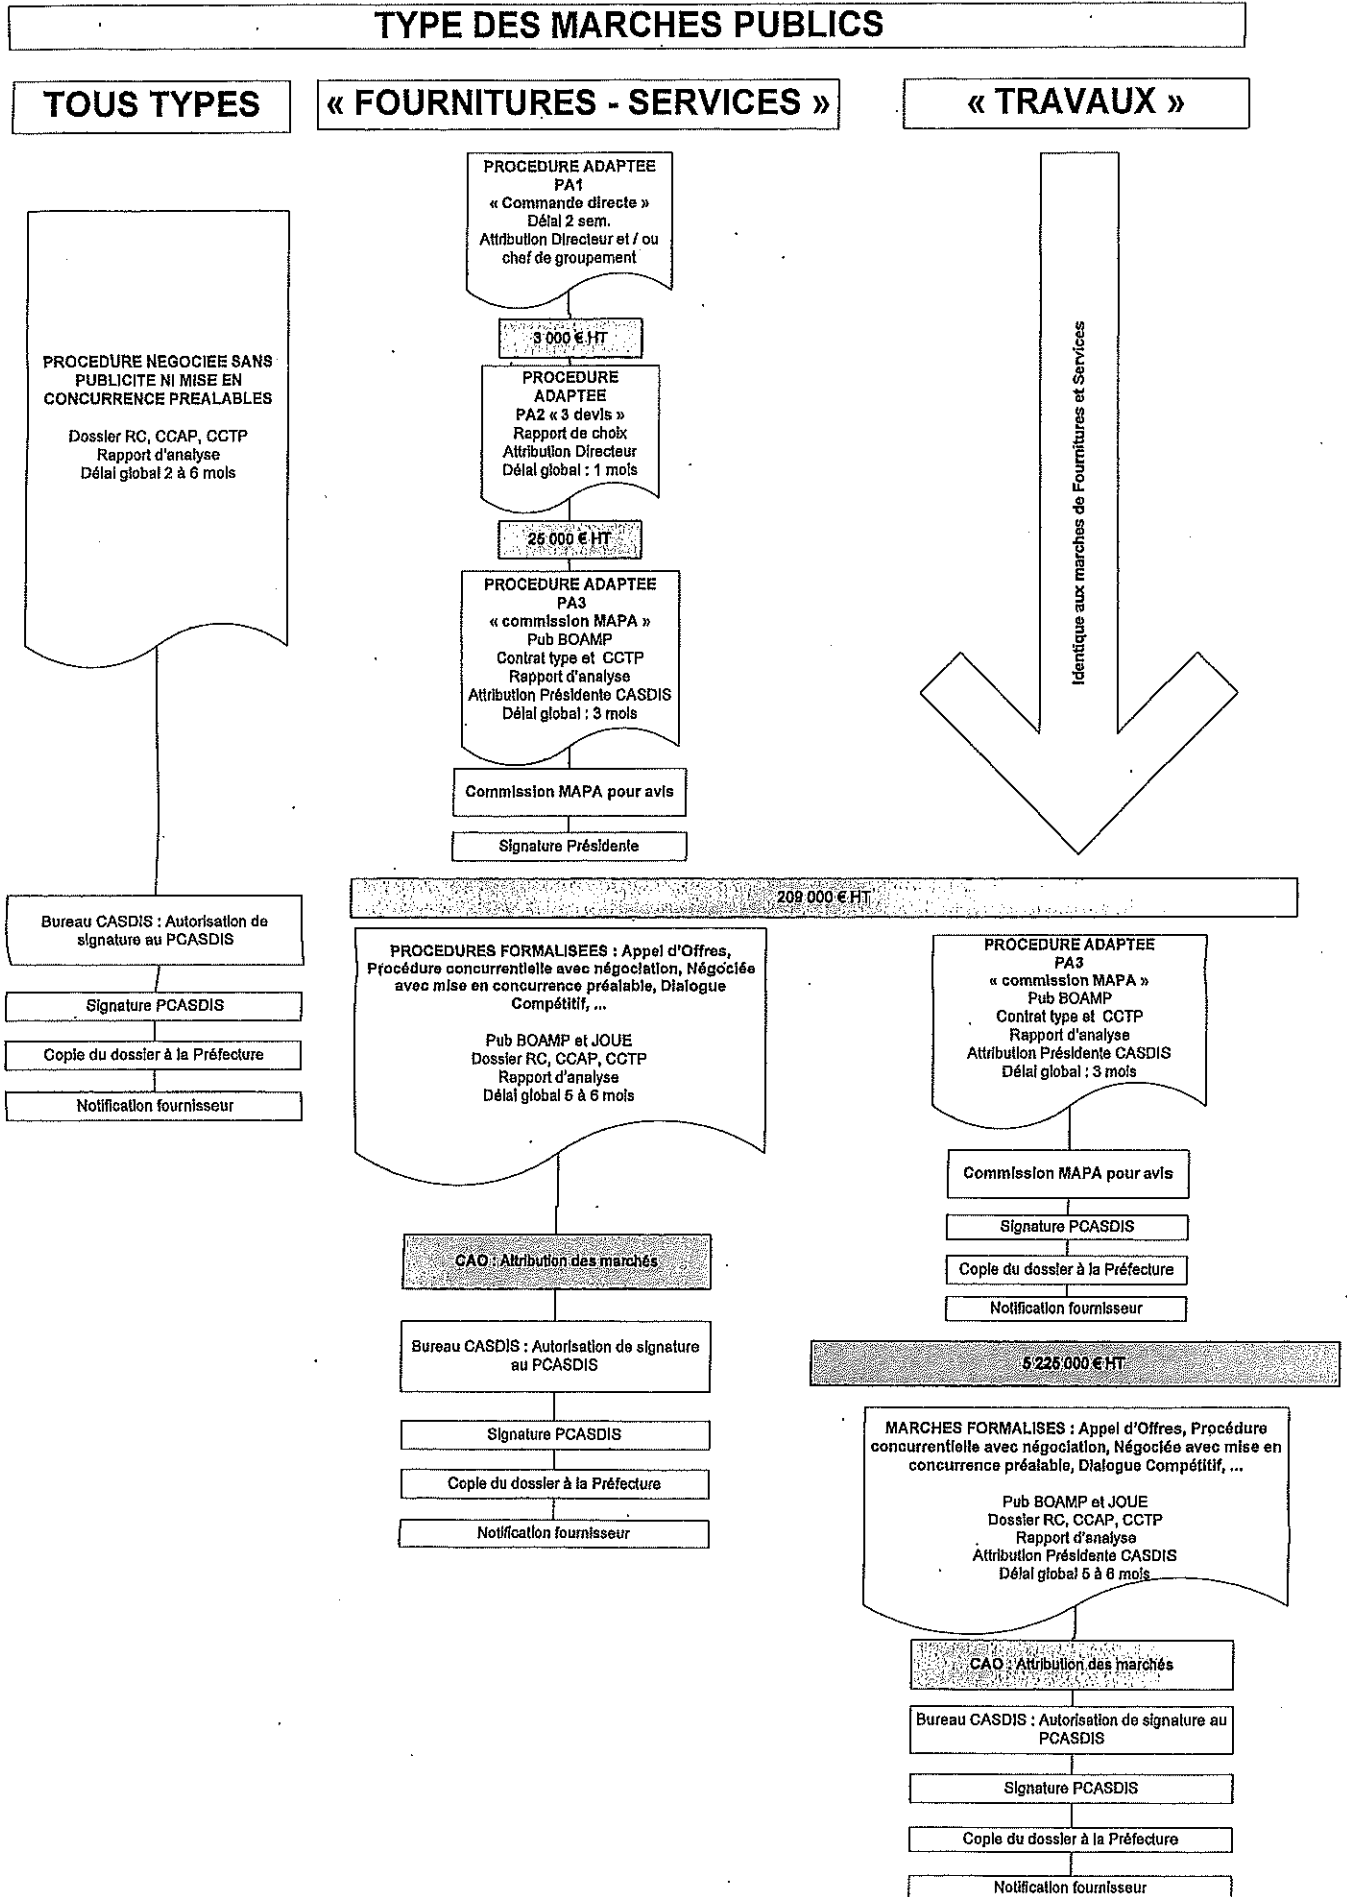 TYPE DES MARCHES PUBLICS
TOUS TYPES
« FOURNITURES - SERVICES »
« TRAVAUX »
PROCEDURE NEGOCIEE SANS
PUBLICITE NI MISE EN
CONCURRENCE PREALABLES
Dossier RC, CCAP, CCTP
Rapport d'analyse
Délai global 2 à 6 mois
Bureau CASDIS : Autorisation de
signature au PCASDIS
Signature PCASDIS
Copie du dossier à la Préfecture
Notification fournisseur
PROCEDURE ADAPTEE
PA1
« Commande directe »
Délai 2 sem.
Attribution Directeur et / ou
chef de groupement
3 000 € HT
PROCEDURE
ADAPTEE
PA2 « 3 devis »
Rapport de choix
Attribution Directeur
Délai global : 1 mois
25 000 € HT
PROCEDURE ADAPTEE
PA3
« commission MAPA »
Pub BOAMP
Contrat type et CCTP
Rapport d'analyse
Attribution Présidente CASDIS
Délai global : 3 mois
Commission MAPA pour avis
Signature Présidente
Identique aux marches de Fournitures et Services
209 000 € HT
PROCEDURES FORMALISEES : Appel d'Offres,
Procédure concurrentielle avec négociation, Négociée
avec mise en concurrence préalable, Dialogue
Compétitif, ...
Pub BOAMP et JOUE
Dossier RC, CCAP, CCTP
Rapport d'analyse
Délai global 5 à 6 mois
CAO : Attribution des marchés
Bureau CASDIS : Autorisation de signature
au PCASDIS
Signature PCASDIS
Copie du dossier à la Préfecture
Notification fournisseur
PROCEDURE ADAPTEE
PA3
« commission MAPA »
Pub BOAMP
Contrat type et CCTP
Rapport d'analyse
Attribution Présidente CASDIS
Délai global : 3 mois
Commission MAPA pour avis
Signature PCASDIS
Copie du dossier à la Préfecture
Notification fournisseur
5 225 000 € HT
MARCHES FORMALISES : Appel d'Offres, Procédure
concurrentielle avec négociation, Négociée avec mise en
concurrence préalable, Dialogue Compétitif, ...
Pub BOAMP et JOUE
Dossier RC, CCAP, CCTP
Rapport d'analyse
Attribution Présidente CASDIS
Délai global 5 à 6 mois
CAO : Attribution des marchés
Bureau CASDIS : Autorisation de signature au
PCASDIS
Signature PCASDIS
Copie du dossier à la Préfecture
Notification fournisseur